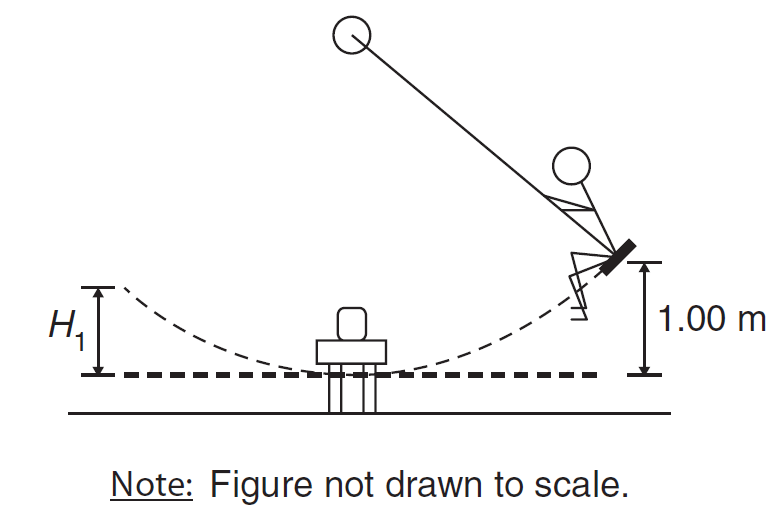 H₁
1.00 m
Note: Figure not drawn to scale.